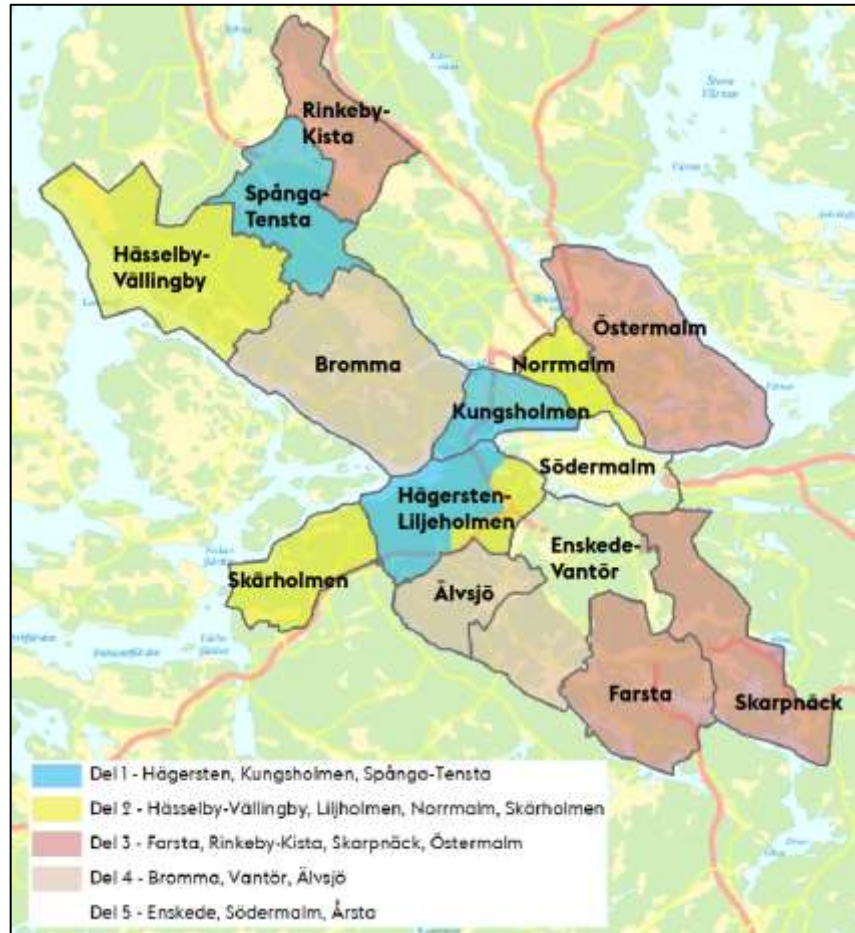 Rinkeby-
Kista
Spånga-
Tensta
Hässelby-
Vällingby
Östermalm
Bromma
Norrmalm
Kungsholmen
Södermalm
Hägersten-
Liljeholmen
Enskede-
Vantör
Skärholmen
Älvsjö
Farsta
Skarpnäck
Del 1 - Hägersten, Kungsholmen, Spånga-Tensta
Del 2 - Hässelby-Vällingby, Liljholmen, Norrmalm, Skärholmen
Del 3 - Farsta, Rinkeby-Kista, Skarpnäck, Östermalm
Del 4 - Bromma, Vantör, Älvsjö
Del 5 - Enskede, Södermalm, Årsta